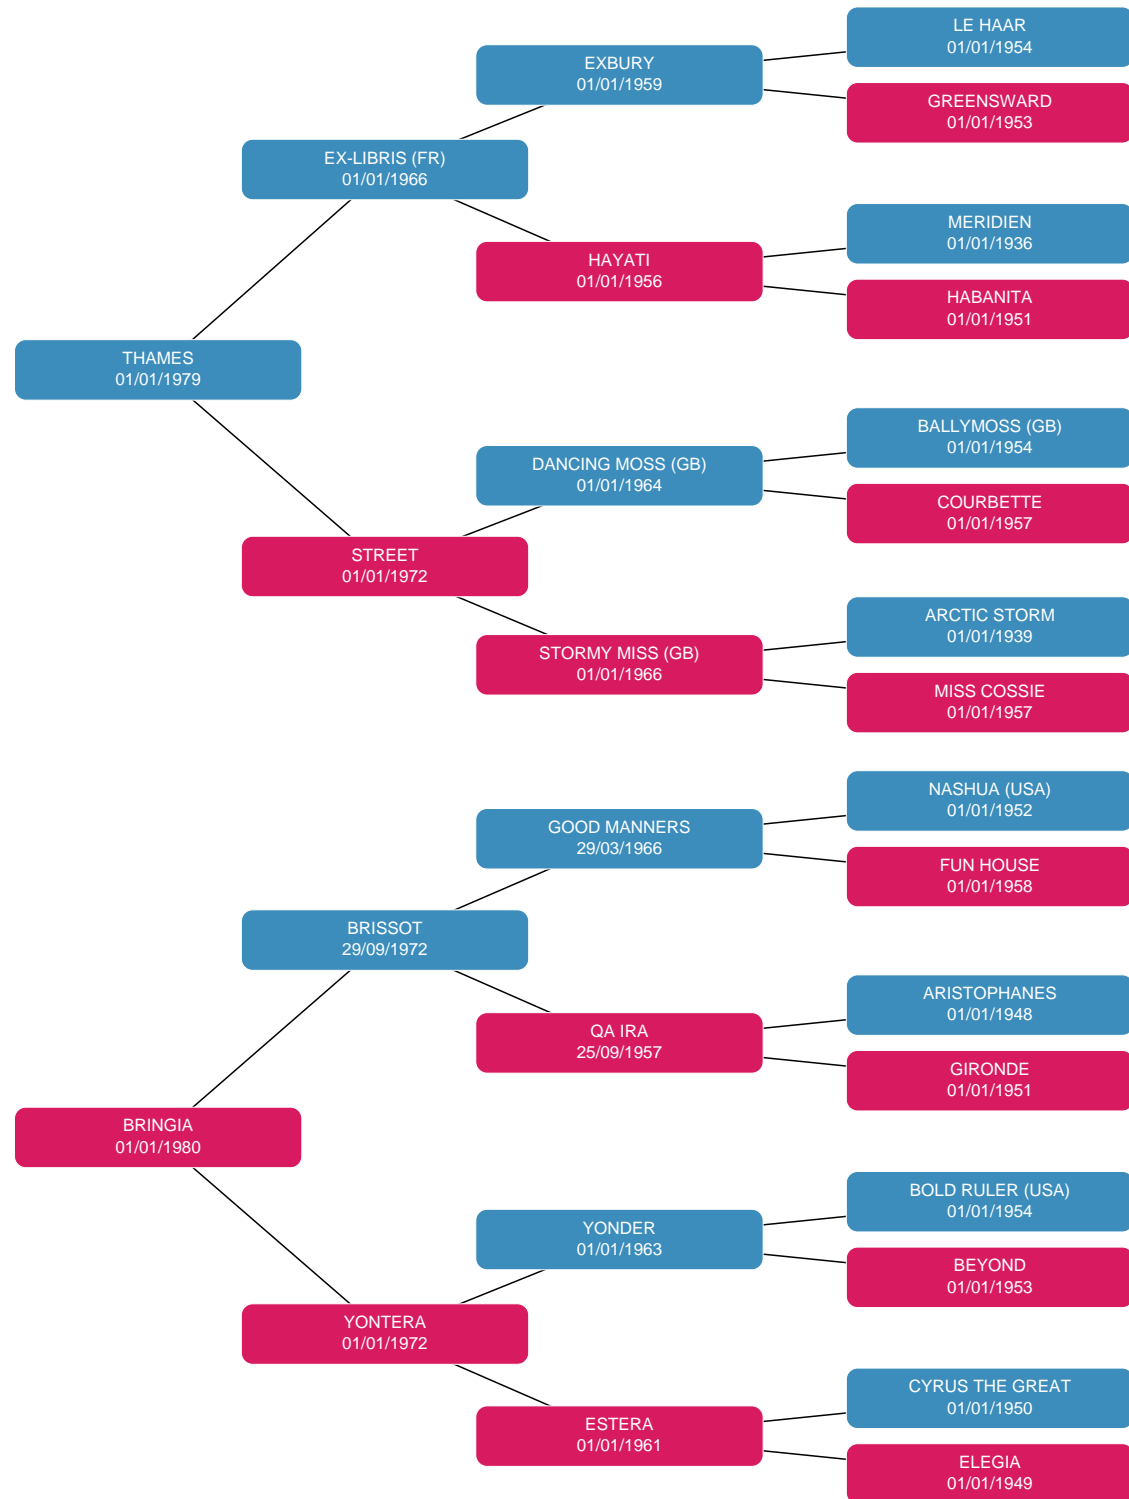 LE HAAR
01/01/1954
EXBURY
01/01/1959
GREENSWARD
01/01/1953
EX-LIBRIS (FR)
01/01/1966
MERIDIEN
01/01/1936
HAYATI
01/01/1956
HABANITA
01/01/1951
THAMES
01/01/1979
BALLYMOSS (GB)
01/01/1954
DANCING MOSS (GB)
01/01/1964
COURBETTE
01/01/1957
STREET
01/01/1972
ARCTIC STORM
01/01/1939
STORMY MISS (GB)
01/01/1966
MISS COSSIE
01/01/1957
NASHUA (USA)
01/01/1952
GOOD MANNERS
29/03/1966
FUN HOUSE
01/01/1958
BRISSOT
29/09/1972
ARISTOPHANES
01/01/1948
QA IRA
25/09/1957
GIRONDE
01/01/1951
BRINGIA
01/01/1980
BOLD RULER (USA)
01/01/1954
YONDER
01/01/1963
BEYOND
01/01/1953
YONTERA
01/01/1972
CYRUS THE GREAT
01/01/1950
ESTERA
01/01/1961
ELEGIA
01/01/1949